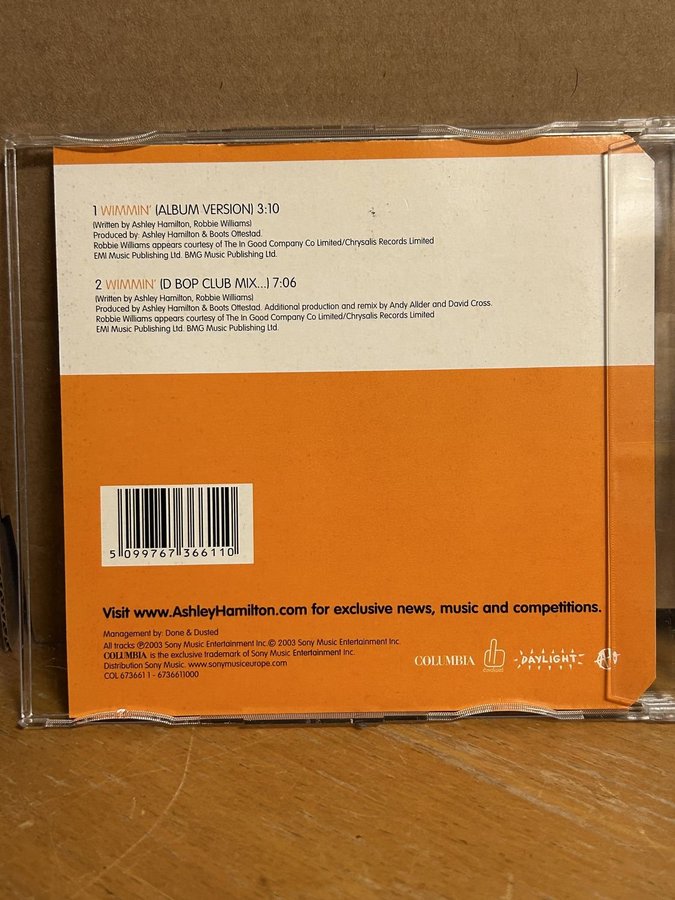 1 WIMMIN' (ALBUM VERSION) 3:10
(Written by Ashley Hamilton, Robbie Williams)
Produced by: Ashley Hamilton & Boots Ottestad.
Robbie Williams appears courtesy of The In Good Company Co Limited/Chrysalis Records Limited
EMI Music Publishing Ltd. BMG Music Publishing Ltd.
2 WIMMIN' (D BOP CLUB MIX...) 7:06
(Written by Ashley Hamilton, Robbie Williams)
Produced by Ashley Hamilton & Boots Ottestad. Additional production and remix by Andy Allder and David Cross.
Robbie Williams appears courtesy of The In Good Company Co Limited/Chrysalis Records Limited
EMI Music Publishing Ltd. BMG Music Publishing Ltd.
5 099767 366110
Visit www.AshleyHamilton.com for exclusive news, music and competitions.
Management by: Done & Dusted
All tracks ℗2003 Sony Music Entertainment Inc.© 2003 Sony Music Entertainment Inc.
COLUMBIA is the exclusive trademark of Sony Music Entertainment Inc.
Distribution Sony Music. www.sonymusiceurope.com
COL 673661 1 - 6736611000
COLUMBIA
DAYLIGHT